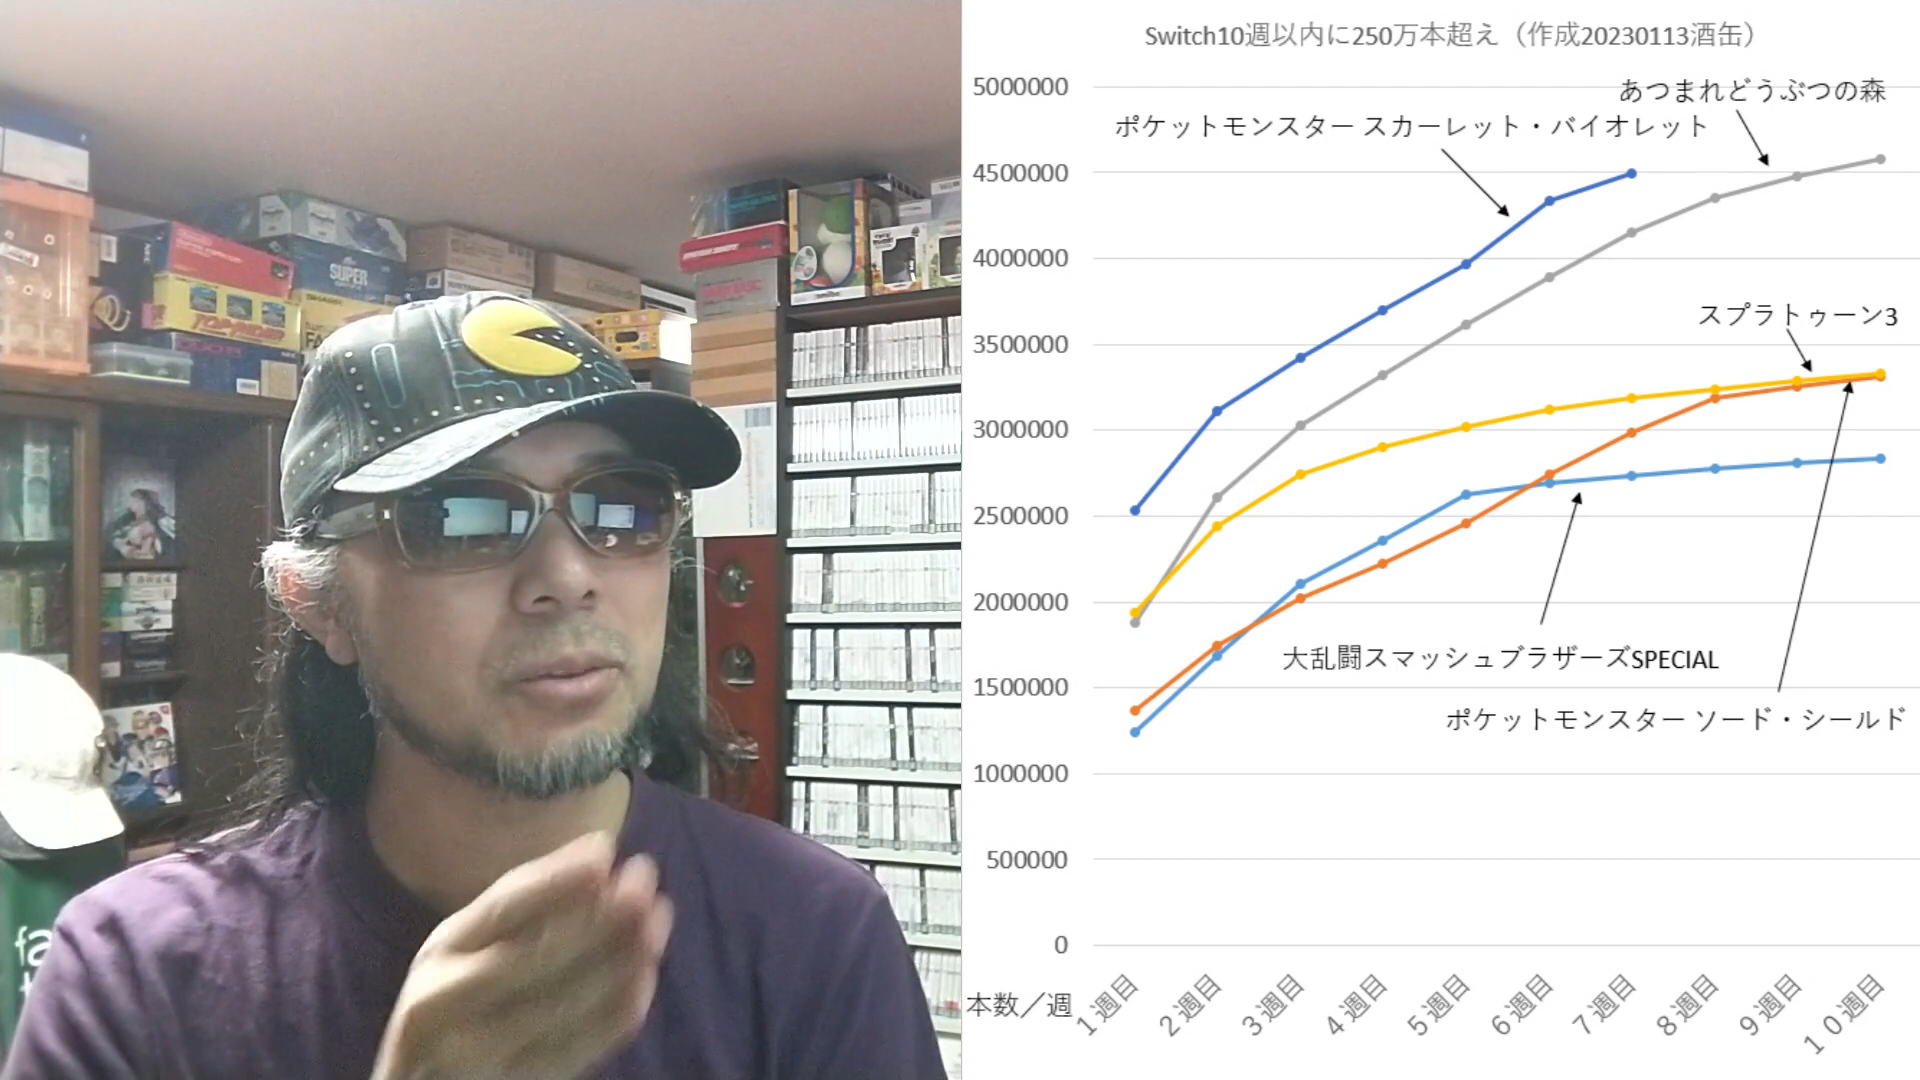 Switch10週以内に250万本超え（作成20230113酒缶）
5000000
4500000
4000000
3500000
3000000
2500000
2000000
1500000
1000000
500000
0
あつまれどうぶつの森
ポケットモンスター スカーレット・バイオレット
スプラトゥーン3
大乱闘スマッシュブラザーズSPECIAL
ポケットモンスター ソード・シールド
本数／週
１週目
２週目
３週目
４週目
５週目
６週目
７週目
８週目
９週目
１０週目
SUPER
fa